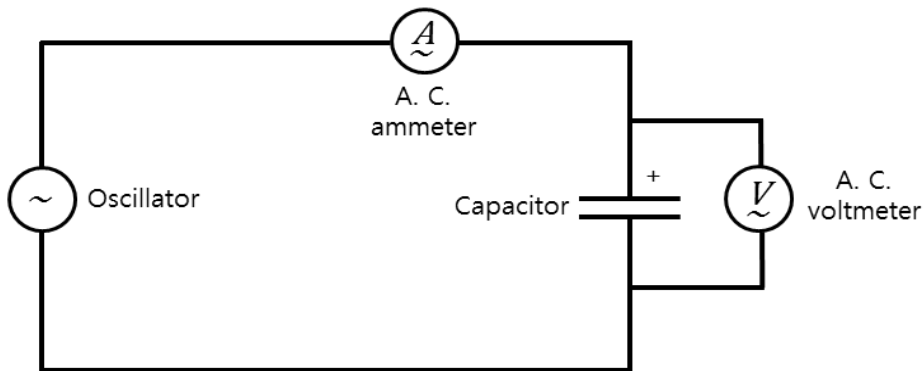 A
~
A. C.
ammeter
~
Oscillator
Capacitor
+
V
~
A. C.
voltmeter